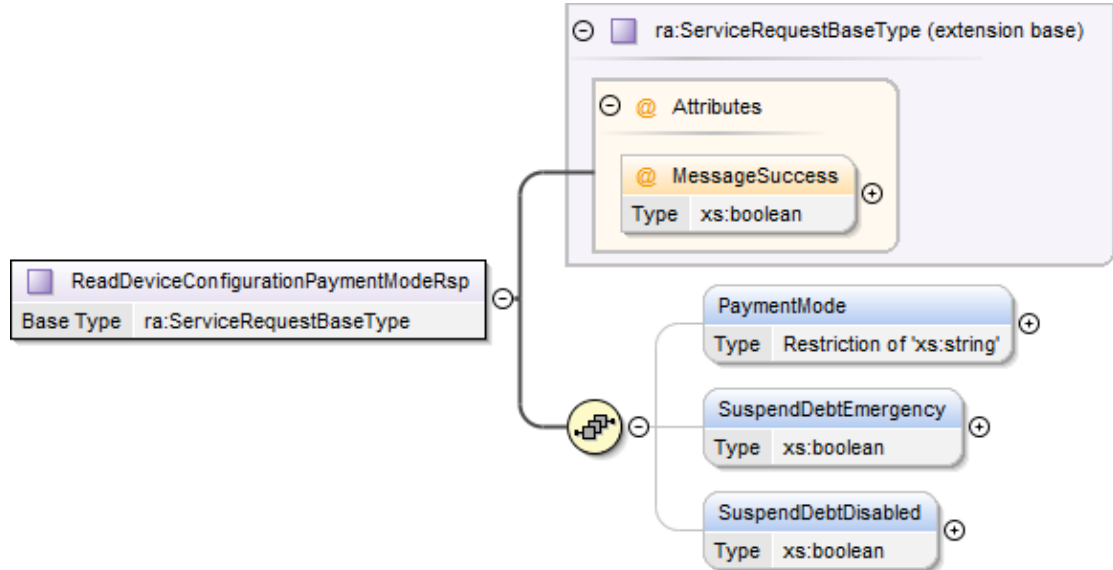 ra:ServiceRequestBaseType (extension base)
@ Attributes
@ MessageSuccess
Type xs:boolean
ReadDeviceConfigurationPaymentModeRsp
Base Type ra:ServiceRequestBaseType
PaymentMode
Type Restriction of 'xs:string'
SuspendDebtEmergency
Type xs:boolean
SuspendDebtDisabled
Type xs:boolean